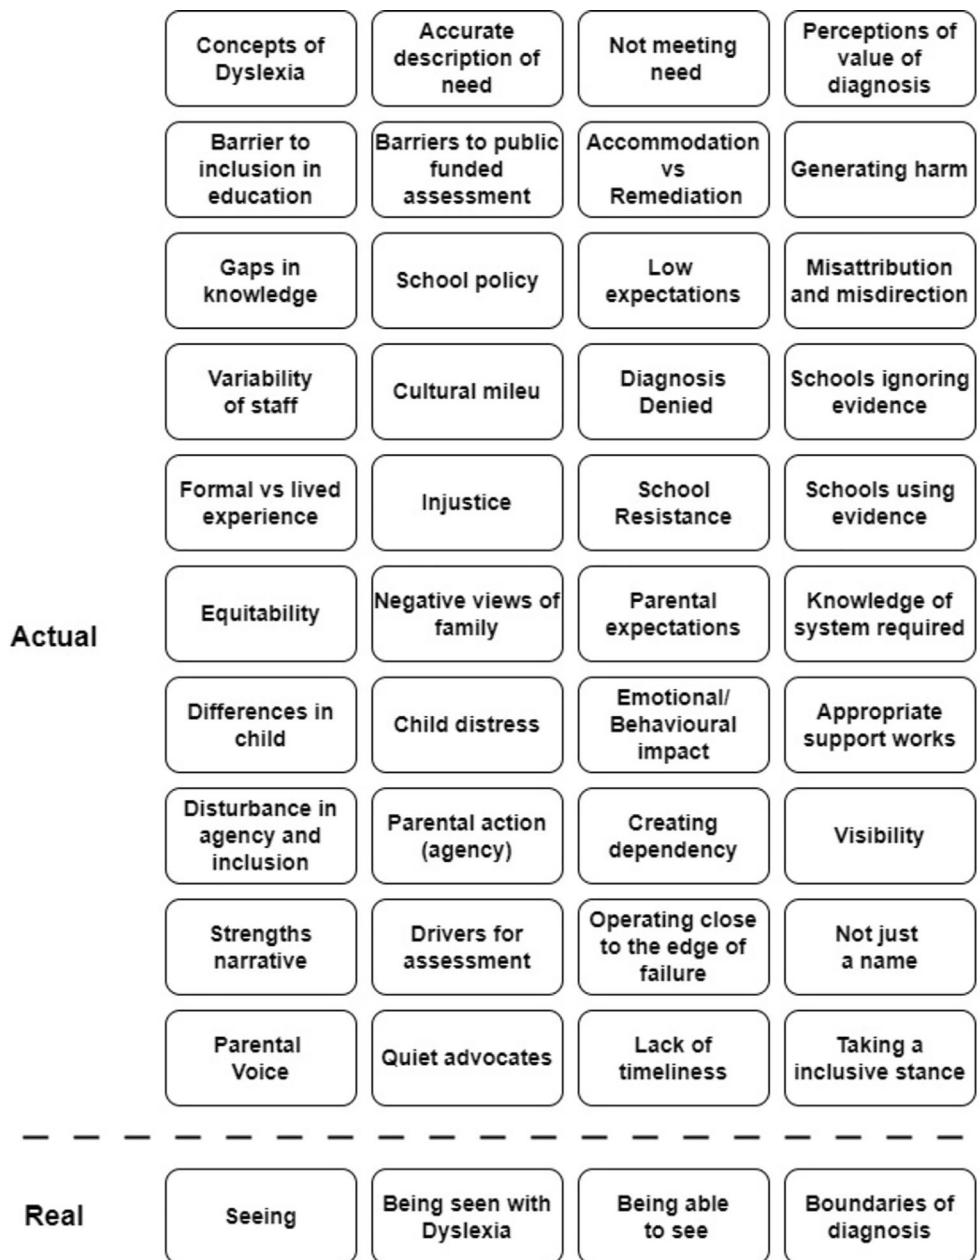 Concepts of
Dyslexia
Accurate
description of
need
Not meeting
need
Perceptions of
value of
diagnosis
Barrier to
inclusion in
education
Barriers to public
funded
assessment
Accommodation
vs
Remediation
Generating harm
Gaps in
knowledge
School policy
Low
expectations
Misattribution
and misdirection
Variability
of staff
Cultural mileu
Diagnosis
Denied
Schools ignoring
evidence
Formal vs lived
experience
Injustice
School
Resistance
Schools using
evidence
Actual
Equitability
Negative views of
family
Parental
expectations
Knowledge of
system required
Differences in
child
Child distress
Emotional/
Behavioural
impact
Appropriate
support works
Disturbance in
agency and
inclusion
Parental action
(agency)
Creating
dependency
Visibility
Strengths
narrative
Drivers for
assessment
Operating close
to the edge of
failure
Not just
a name
Parental
Voice
Quiet advocates
Lack of
timeliness
Taking a
inclusive stance
Real
Seeing
Being seen with
Dyslexia
Being able
to see
Boundaries of
diagnosis